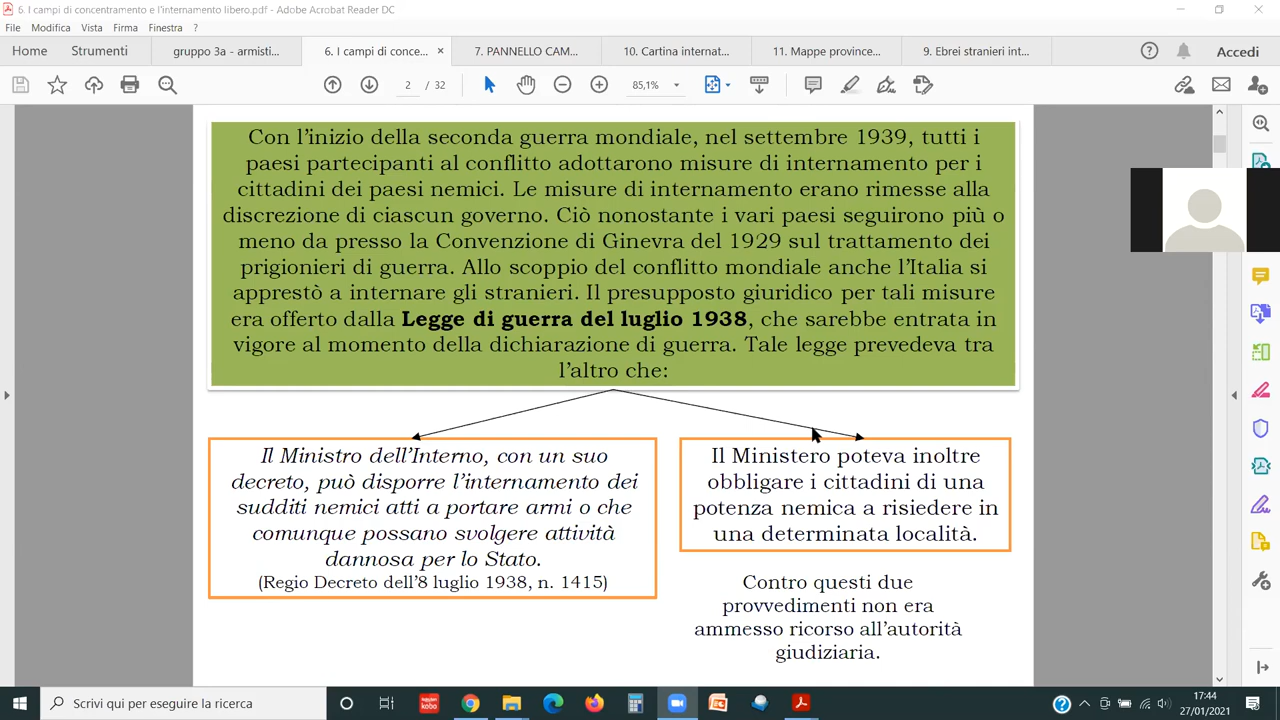 6. I campi di concentramento e l'internamento libero.pdf - Adobe Acrobat Reader DC
File Modifica Vista Firma Finestra ?
Home Strumenti gruppo 3a - armisti... 6. I campi di conce... × 7. PANNELLO CAM... 10. Cartina internat... 11. Mappe province... 9. Ebrei stranieri int... Accedi
2 / 32 85,1%
Con l'inizio della seconda guerra mondiale, nel settembre 1939, tutti i
paesi partecipanti al conflitto adottarono misure di internamento per i
cittadini dei paesi nemici. Le misure di internamento erano rimesse alla
discrezione di ciascun governo. Ciò nonostante i vari paesi seguirono più o
meno da presso la Convenzione di Ginevra del 1929 sul trattamento dei
prigionieri di guerra. Allo scoppio del conflitto mondiale anche l'Italia si
apprestò a internare gli stranieri. Il presupposto giuridico per tali misure
era offerto dalla Legge di guerra del luglio 1938, che sarebbe entrata in
vigore al momento della dichiarazione di guerra. Tale legge prevedeva tra
l'altro che:
Il Ministro dell'Interno, con un suo
decreto, può disporre l'internamento dei
sudditi nemici atti a portare armi o che
comunque possano svolgere attività
dannosa per lo Stato.
(Regio Decreto dell'8 luglio 1938, n. 1415)
Il Ministero poteva inoltre
obbligare i cittadini di una
potenza nemica a risiedere in
una determinata località.
Contro questi due
provvedimenti non era
ammesso ricorso all'autorità
giudiziaria.
Scrivi qui per eseguire la ricerca
Rakuten
kobo
17:44
27/01/2021